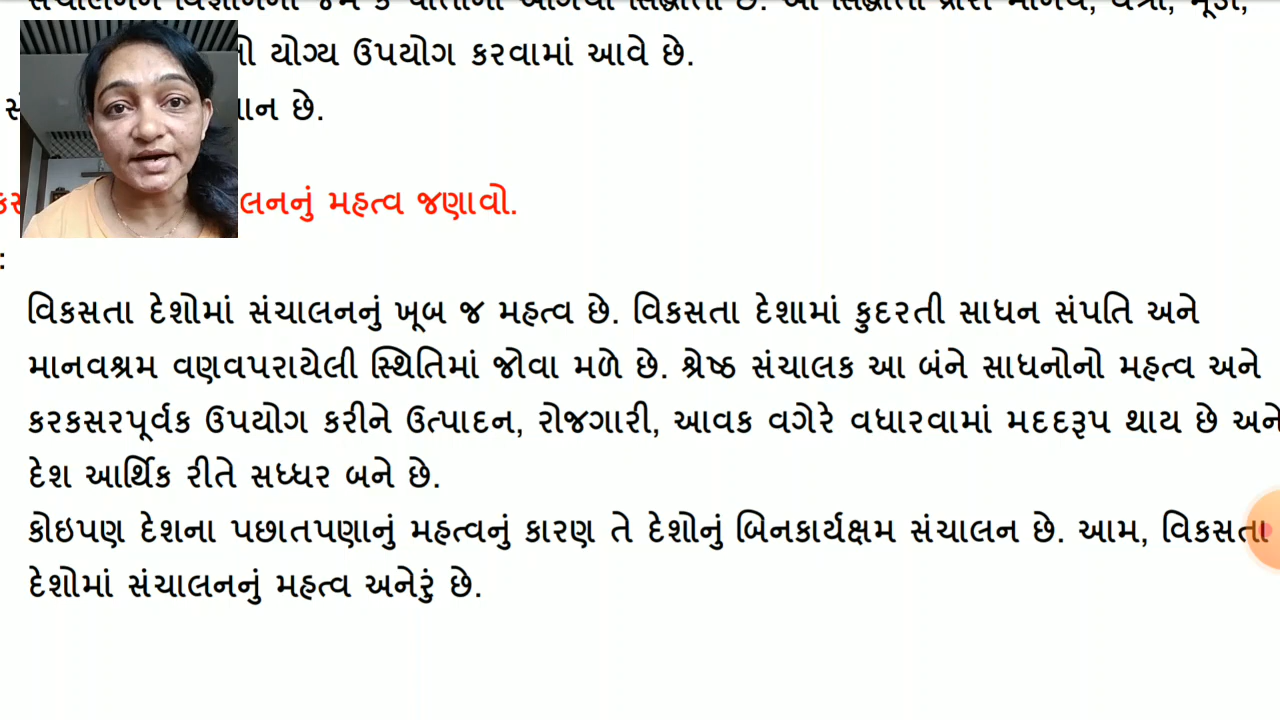 યોગ્ય ઉપયોગ કરવામાં આવે છે.
છે.
મહત્વ જણાવો.
:
વિકસતા દેશોમાં સંચાલનનું ખૂબ જ મહત્વ છે. વિકસતા દેશામાં કુદરતી સાધન સંપતિ અને
માનવશ્રમ વણવપરાયેલી સ્થિતિમાં જોવા મળે છે. શ્રેષ્ઠ સંચાલક આ બંને સાધનોનો મહત્વ અને
કરકસરપૂર્વક ઉપયોગ કરીને ઉત્પાદન, રોજગારી, આવક વગેરે વધારવામાં મદદરૂપ થાય છે અને
દેશ આર્થિક રીતે સધ્ધર બને છે.
કોઇપણ દેશના પછાતપણાનું મહત્વનું કારણ તે દેશોનું બિનકાર્યક્ષમ સંચાલન છે. આમ, વિકસતા
દેશોમાં સંચાલનનું મહત્વ અનેરું છે.